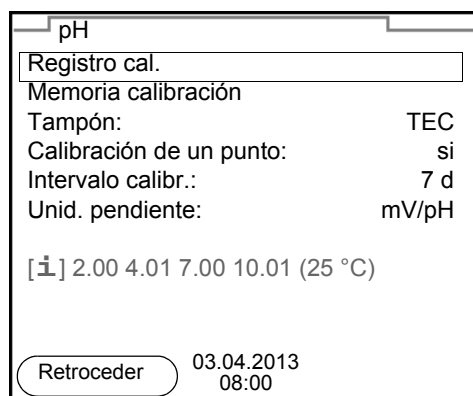 pH
Registro cal.
Memoria calibración
Tampón: TEC
Calibración de un punto: si
Intervalo calibr.: 7 d
Unid. pendiente: mV/pH
[i] 2.00 4.01 7.00 10.01 (25 °C)
Retroceder 03.04.2013
08:00